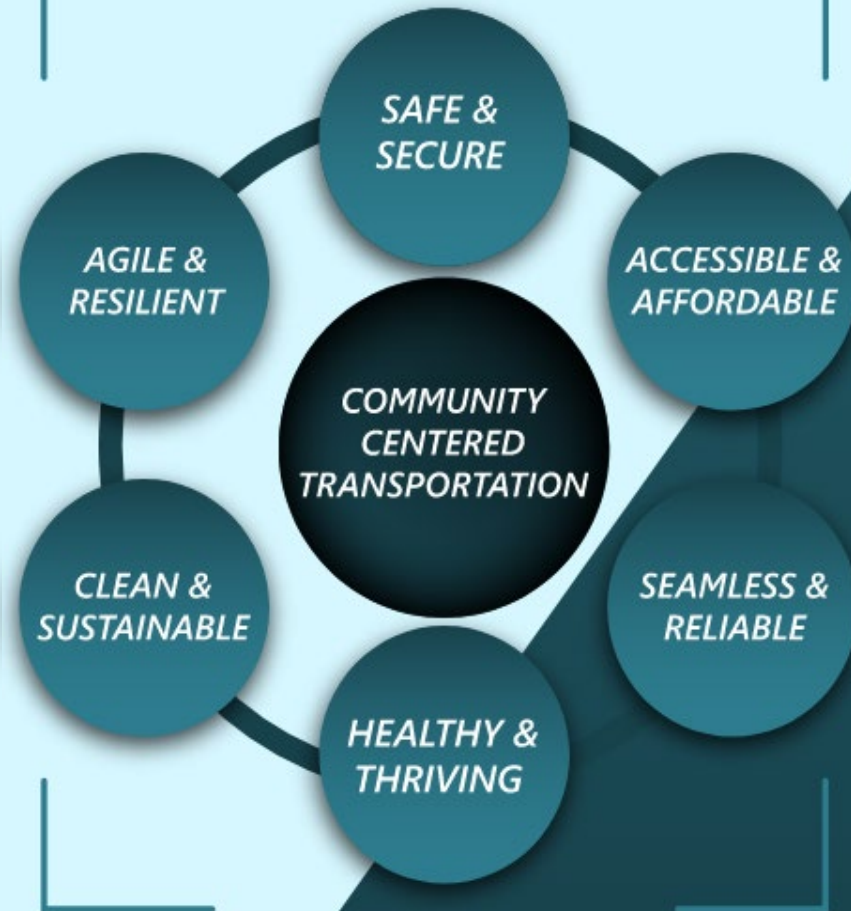 SAFE &
SECURE
ACCESSIBLE &
AFFORDABLE
SEAMLESS &
RELIABLE
HEALTHY &
THRIVING
CLEAN &
SUSTAINABLE
AGILE &
RESILIENT
COMMUNITY
CENTERED
TRANSPORTATION